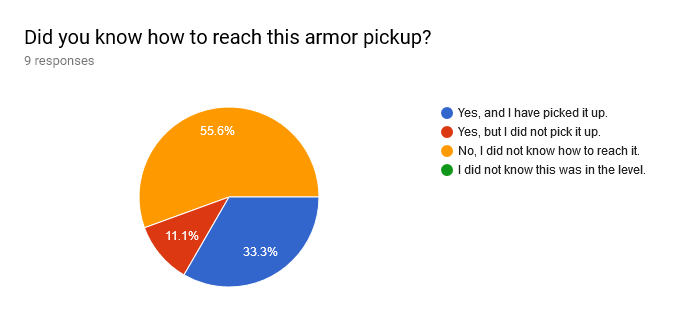 Did you know how to reach this armor pickup?
9 responses
Yes, and I have picked it up.
Yes, but I did not pick it up.
No, I did not know how to reach it.
I did not know this was in the level.
55.6%
11.1%
33.3%